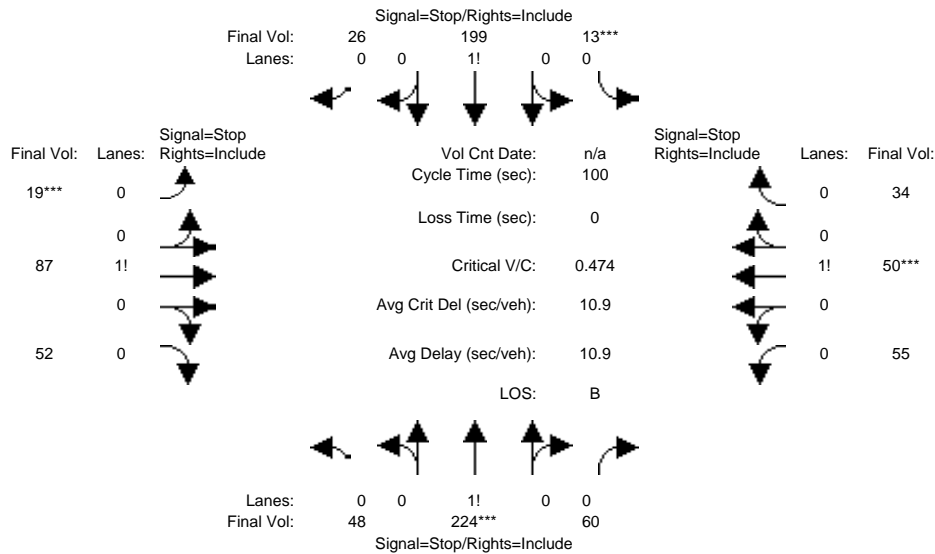 Signal=Stop/Rights=Include
Final Vol: 26 199 13***
Lanes: 0 0 1! 0 0
Signal=Stop Signal=Stop
Final Vol: Lanes: Rights=Include Vol Cnt Date: n/a Rights=Include Lanes: Final Vol:
Cycle Time (sec): 100
19*** 0 0 34
Loss Time (sec): 0
0 0
87 1! Critical V/C: 0.474 1! 50***
0 Avg Crit Del (sec/veh): 10.9 0
52 0 Avg Delay (sec/veh): 10.9 0 55
LOS: B
Lanes: 0 0 1! 0 0
Final Vol: 48 224*** 60
Signal=Stop/Rights=Include